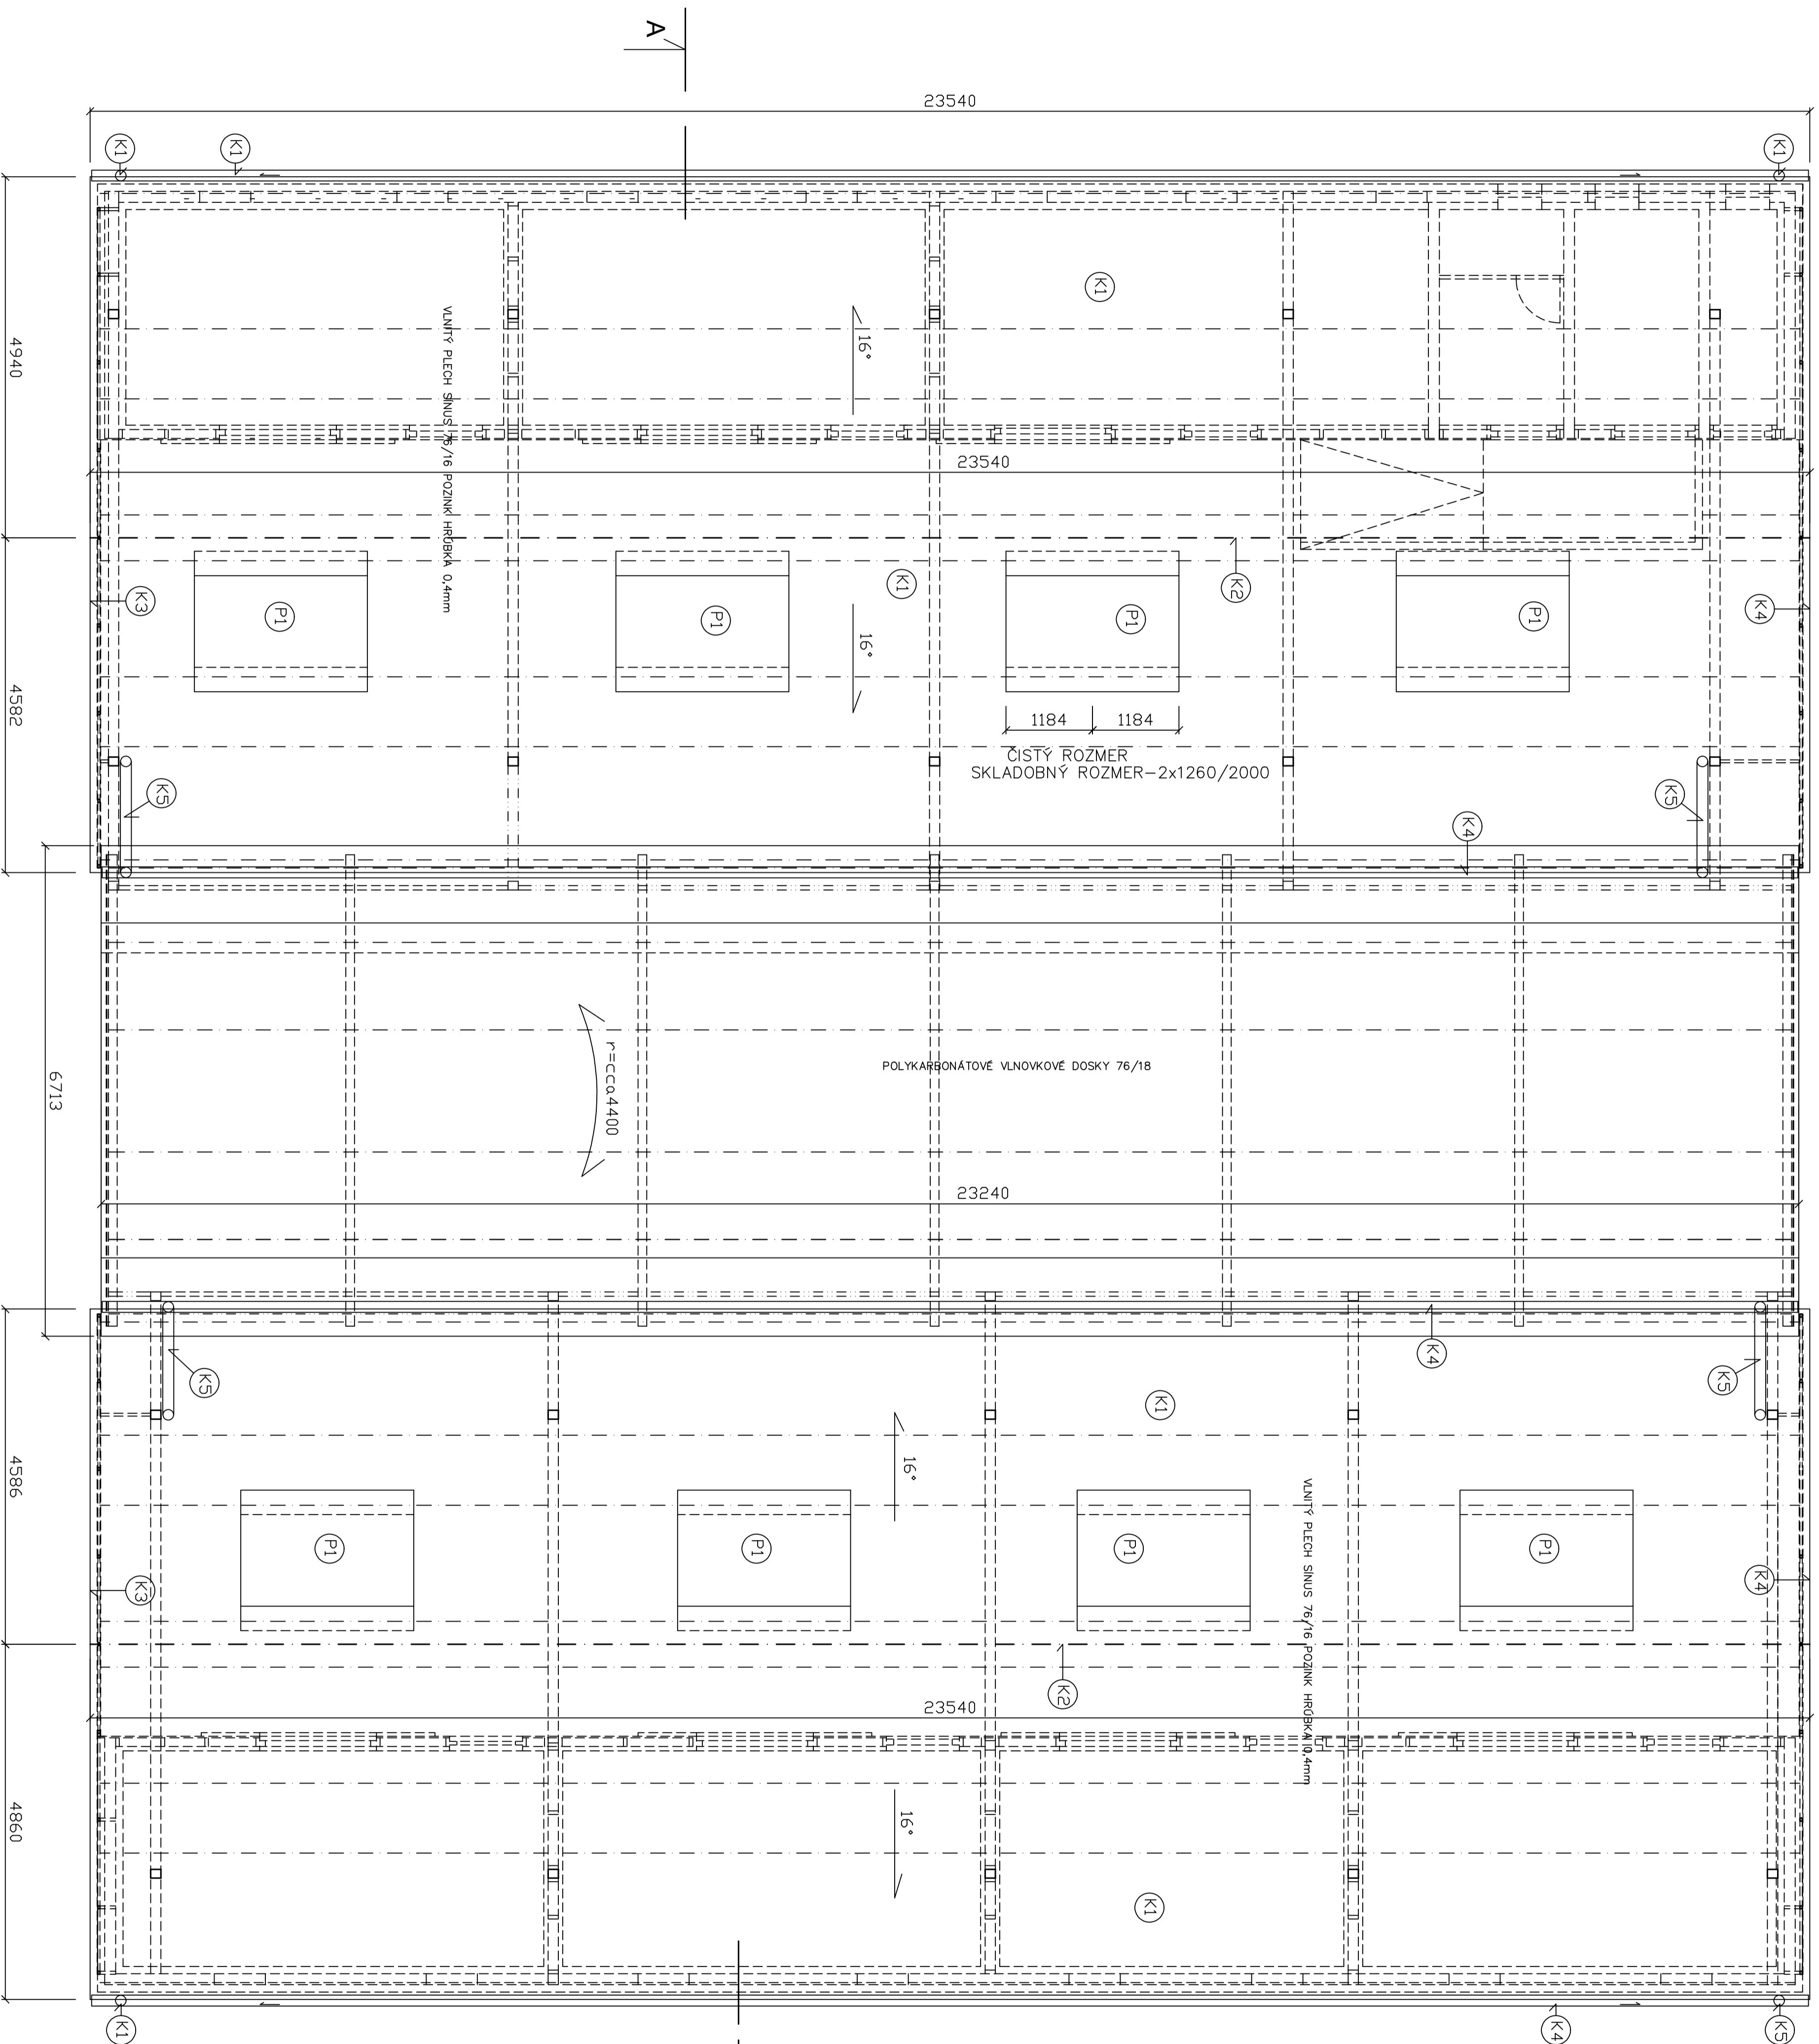 A
23540
K1
K1
K1
K1
16°
4940
VLNITÝ PLECH SÍNUS 76/16 POZINK HRÚBKA 0,4mm
23540
K1
K2
K3
P1
P1
P1
P1
K4
16°
4582
1184
1184
ČISTÝ ROZMER
SKLADOBNÝ ROZMER-2x1260/2000
K5
K5
K4
6713
r=cca4400
POLYKARBONÁTOVÉ VLNOVKOVÉ DOSKY 76/18
23240
K5
K4
K5
K1
4586
16°
VLNITÝ PLECH SÍNUS 76/16 POZINK HRÚBKA 0,4mm
P1
P1
P1
P1
K3
K4
K2
23540
4860
16°
K1
K1
K4
K5